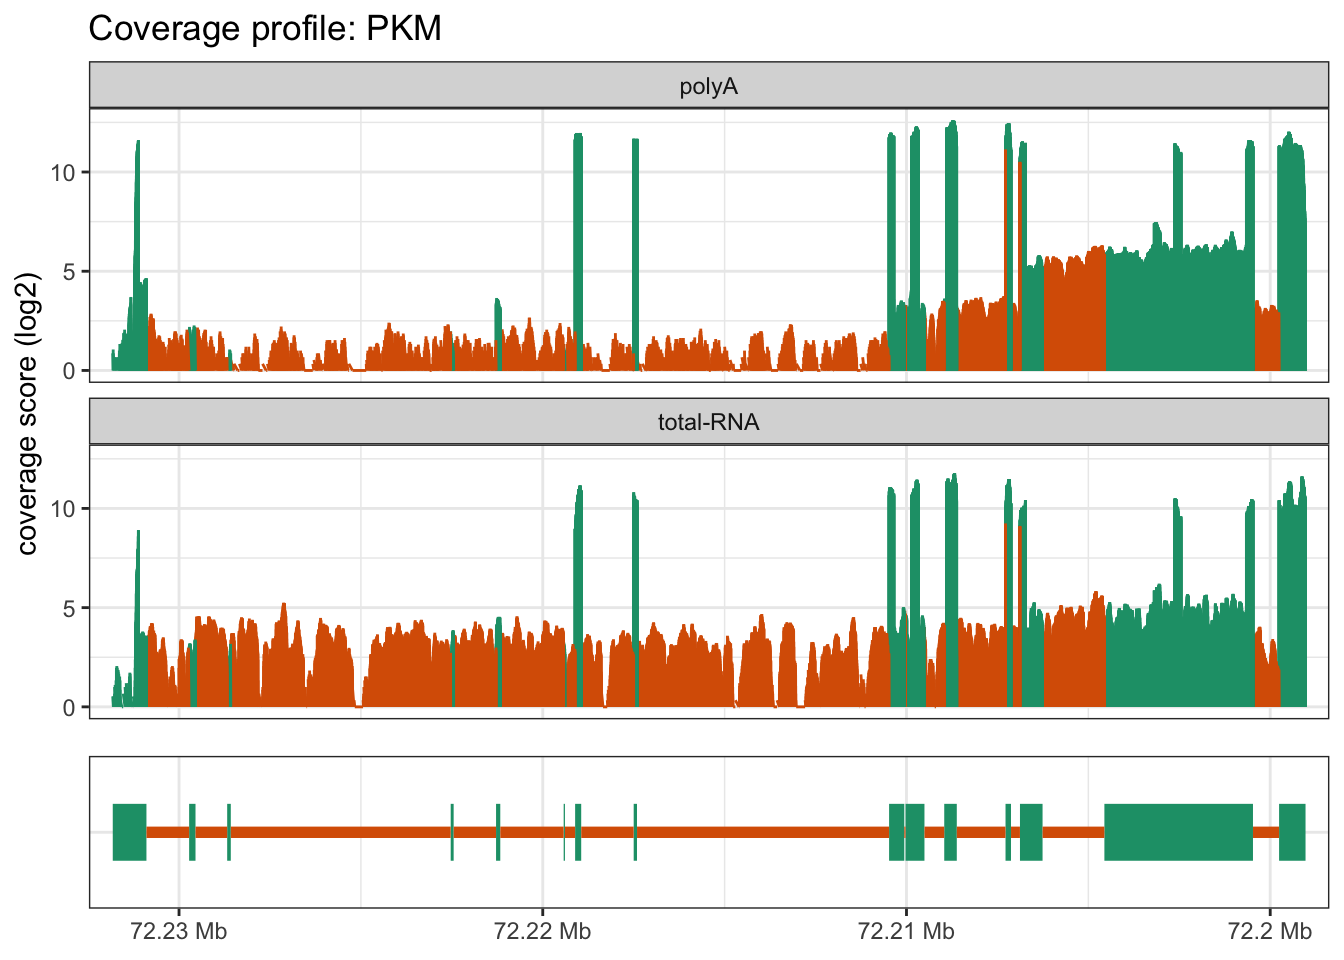 Coverage profile: PKM
polyA
10
5
0
coverage score (log2)
total-RNA
10
5
0
72.23 Mb
72.22 Mb
72.21 Mb
72.2 Mb